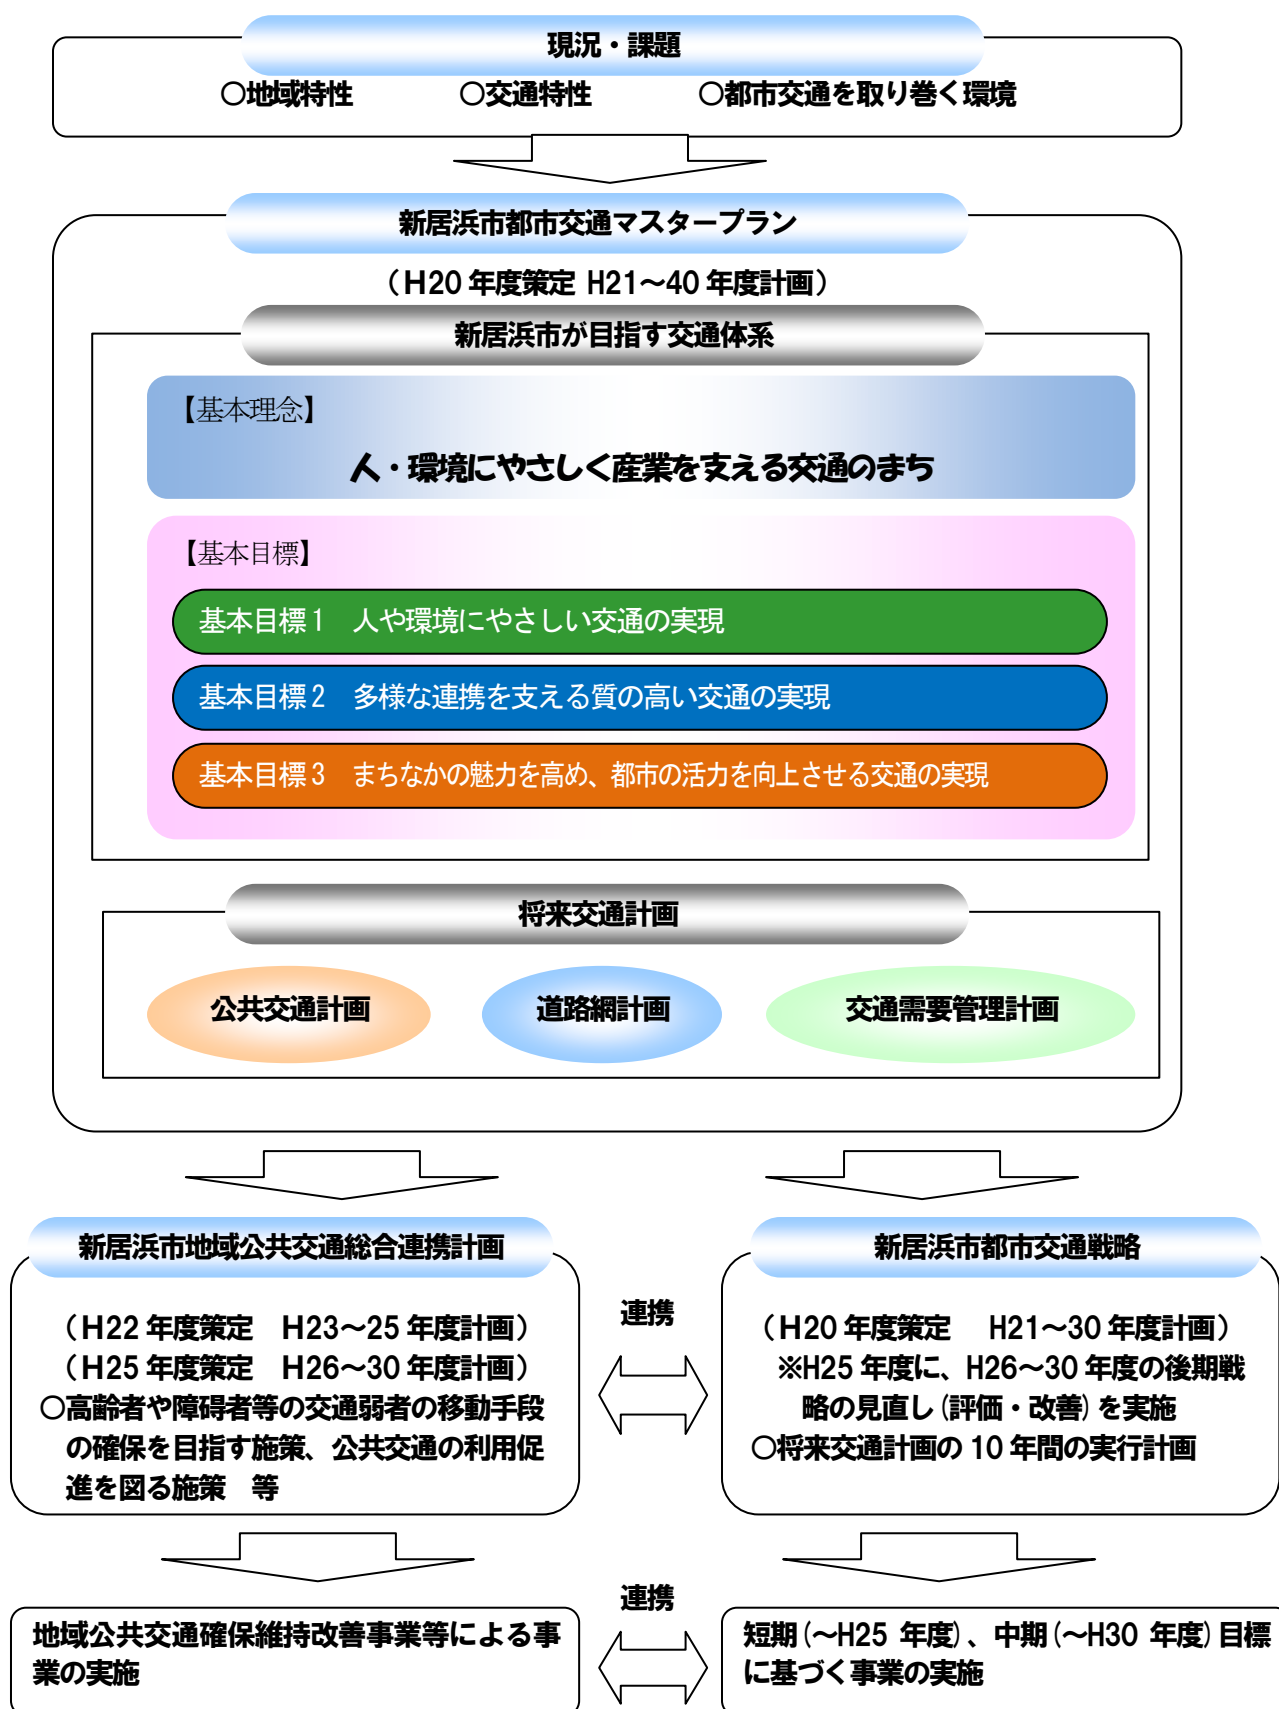 現況・課題
○地域特性　○交通特性　○都市交通を取り巻く環境
新居浜市都市交通マスタープラン
（H20 年度策定 H21～40 年度計画）
新居浜市が目指す交通体系
【基本理念】
人・環境にやさしく産業を支える交通のまち
【基本目標】
基本目標１　人や環境にやさしい交通の実現
基本目標２　多様な連携を支える質の高い交通の実現
基本目標３　まちなかの魅力を高め、都市の活力を向上させる交通の実現
将来交通計画
公共交通計画　道路網計画　交通需要管理計画
新居浜市地域公共交通総合連携計画
（H22 年度策定　H23～25 年度計画）
（H25 年度策定　H26～30 年度計画）
○高齢者や障碍者等の交通弱者の移動手段
の確保を目指す施策、公共交通の利用促
進を図る施策　等
連携
新居浜市都市交通戦略
（H20 年度策定　H21～30 年度計画）
※H25 年度に、H26～30 年度の後期戦
略の見直し(評価・改善)を実施
○将来交通計画の 10 年間の実行計画
地域公共交通確保維持改善事業等による事
業の実施
連携
短期(～H25 年度)、中期(～H30 年度)目標
に基づく事業の実施